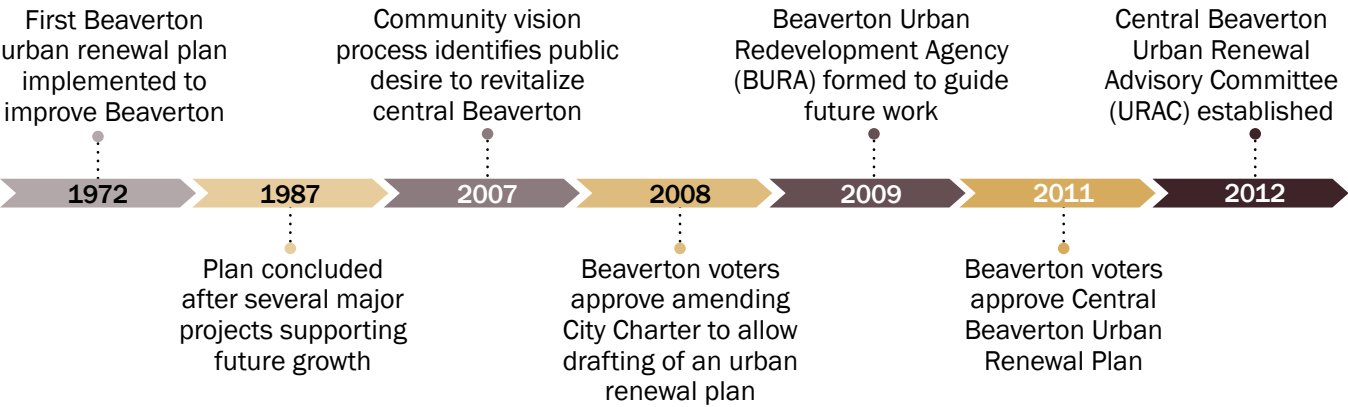 First Beaverton
urban renewal plan
implemented to
improve Beaverton
Community vision
process identifies public
desire to revitalize
central Beaverton
Beaverton Urban
Redevelopment Agency
(BURA) formed to guide
future work
Central Beaverton
Urban Renewal
Advisory Committee
(URAC) established
1972
1987
2007
2008
2009
2011
2012
Plan concluded
after several major
projects supporting
future growth
Beaverton voters
approve amending
City Charter to allow
drafting of an urban
renewal plan
Beaverton voters
approve Central
Beaverton Urban
Renewal Plan